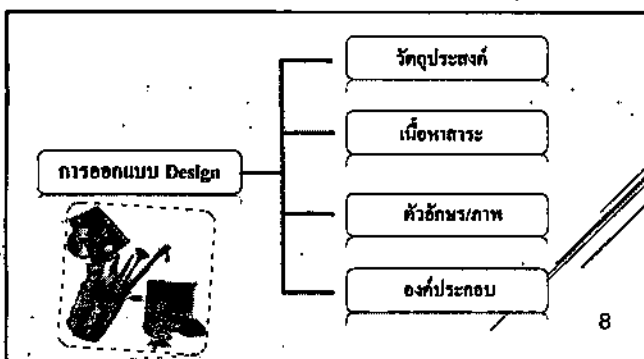 วัตถุประสงค์
เนื้อหาสาระ
การออกแบบ Design
ตัวอักษร/ภาพ
องค์ประกอบ
8